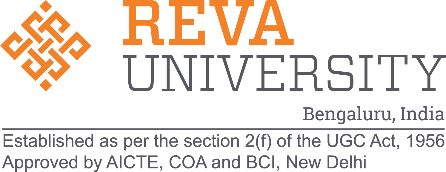 REVA
UNIVERSITY
Bengaluru, India
Established as per the section 2(f) of the UGC Act, 1956
Approved by AICTE, COA and BCI, New Delhi